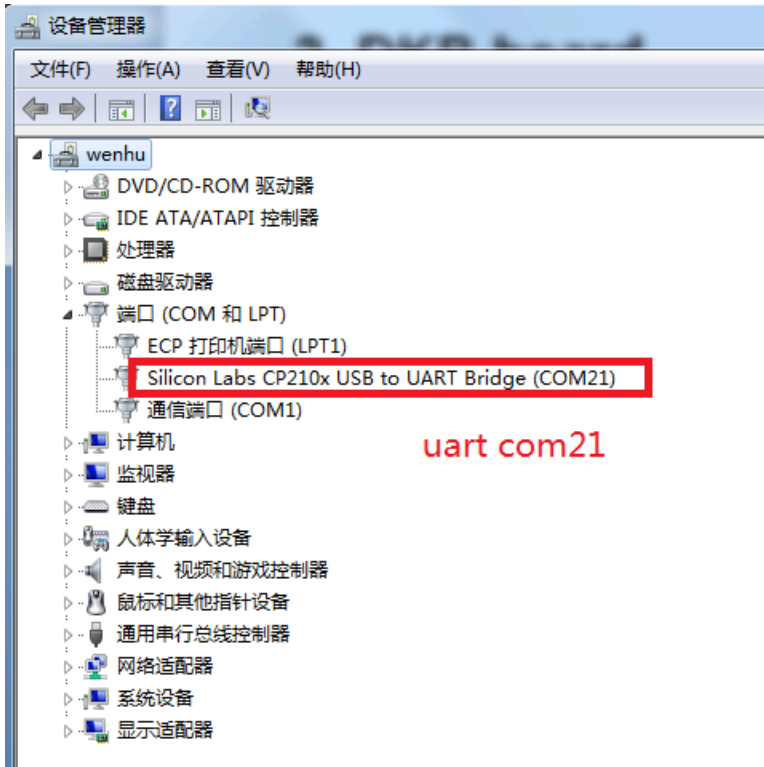 设备管理器
文件(F) 操作(A) 查看(V) 帮助(H)
wenhu
DVD/CD-ROM 驱动器
IDE ATA/ATAPI 控制器
处理器
磁盘驱动器
端口 (COM 和 LPT)
ECP 打印机端口 (LPT1)
Silicon Labs CP210x USB to UART Bridge (COM21)
通信端口 (COM1)
计算机
uart com21
监视器
键盘
人体学输入设备
声音、视频和游戏控制器
鼠标和其他指针设备
通用串行总线控制器
网络适配器
系统设备
显示适配器